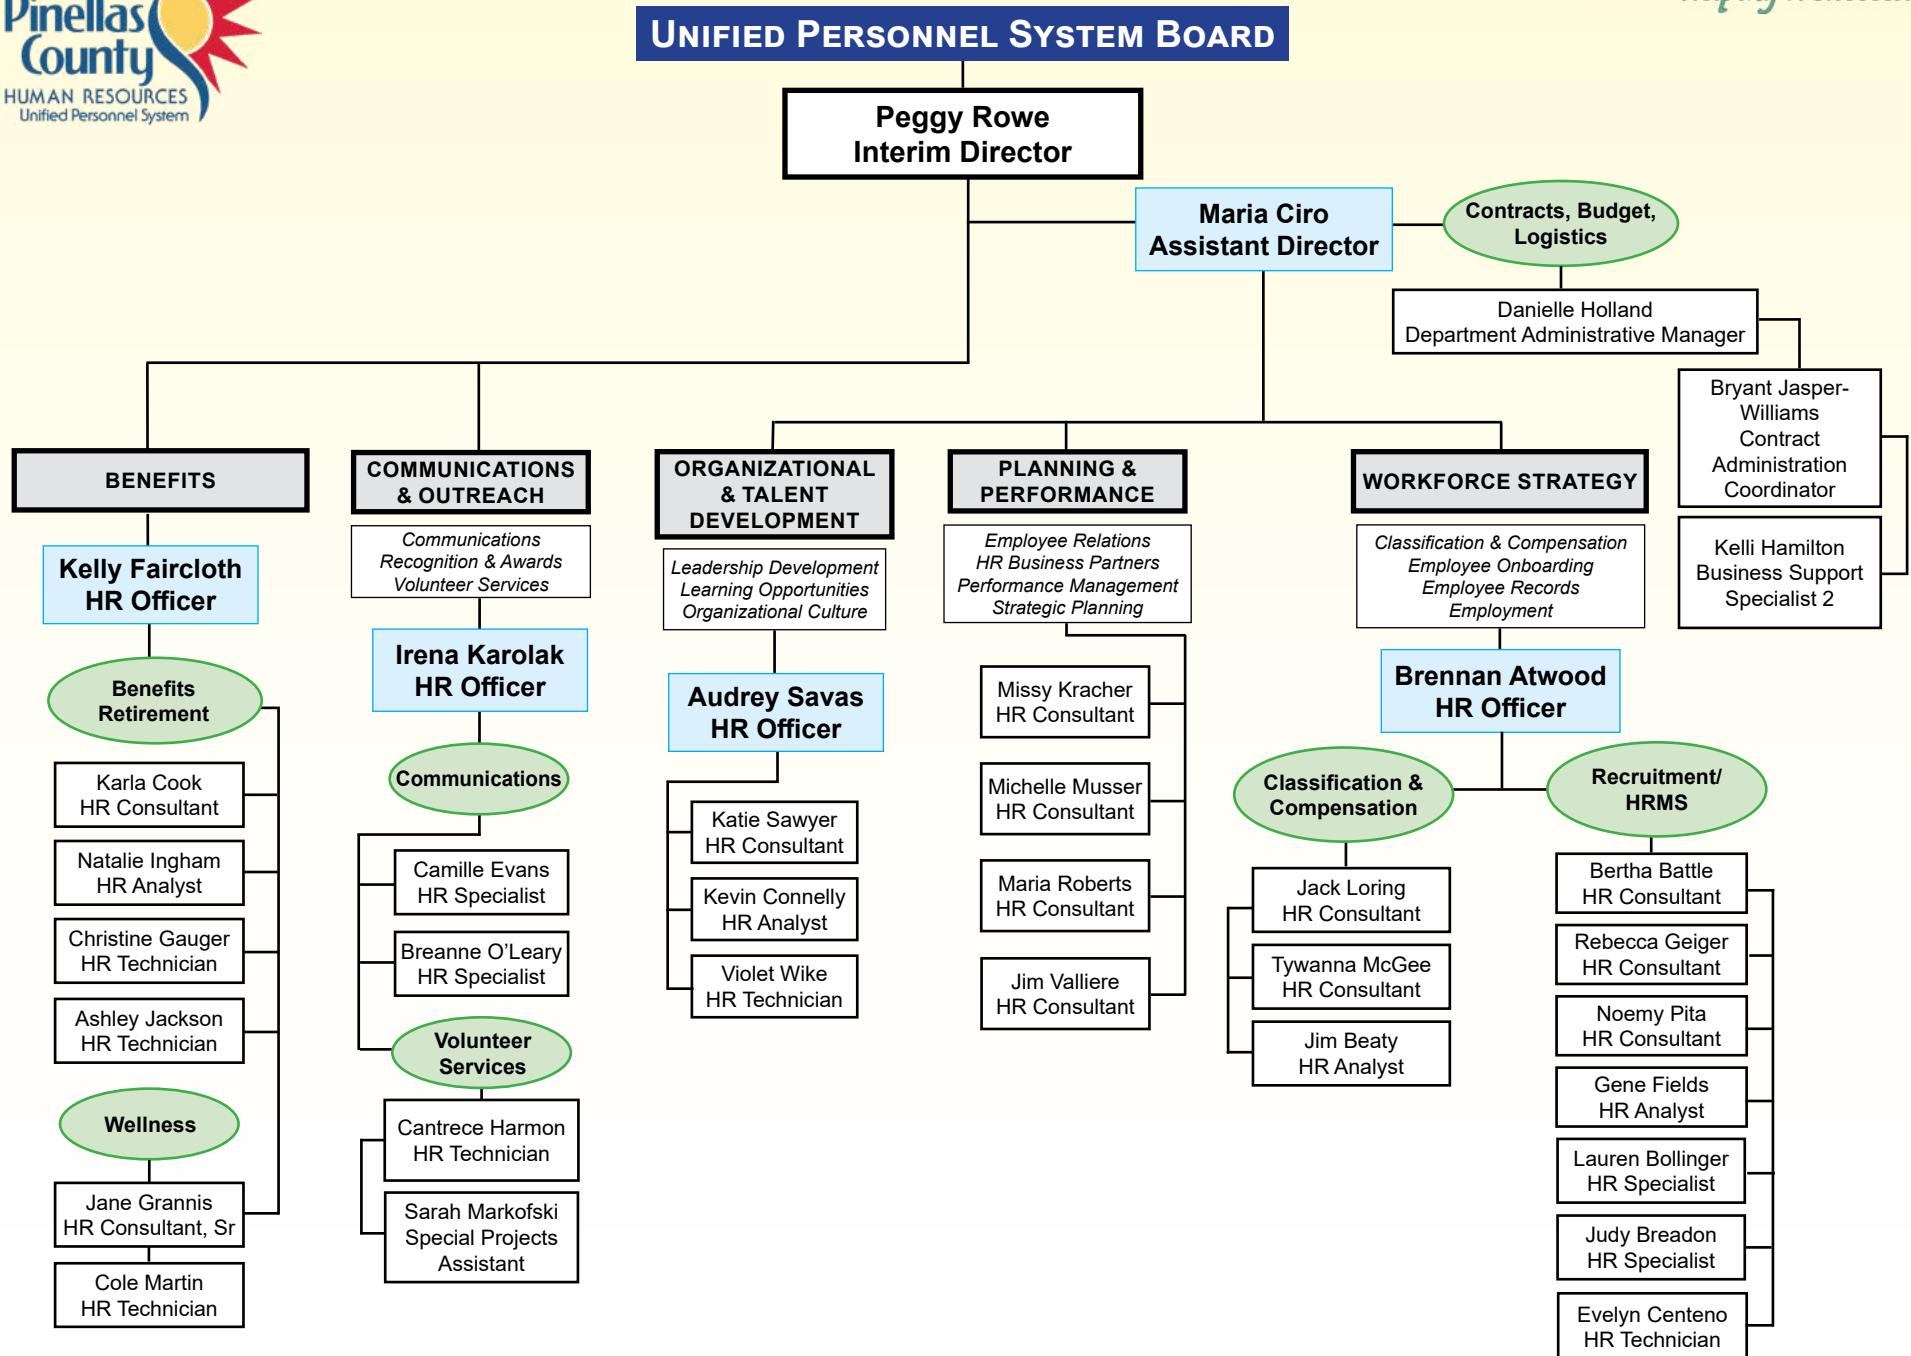 Pinellas
County
HUMAN RESOURCES
Unified Personnel System
UNIFIED PERSONNEL SYSTEM BOARD
Peggy Rowe
Interim Director
Maria Ciro
Assistant Director
Contracts, Budget,
Logistics
Danielle Holland
Department Administrative Manager
Bryant Jasper-
Williams
Contract
Administration
Coordinator
Kelli Hamilton
Business Support
Specialist 2
BENEFITS
Kelly Faircloth
HR Officer
Benefits
Retirement
Karla Cook
HR Consultant
Natalie Ingham
HR Analyst
Christine Gauger
HR Technician
Ashley Jackson
HR Technician
Wellness
Jane Grannis
HR Consultant, Sr
Cole Martin
HR Technician
COMMUNICATIONS
& OUTREACH
Communications
Recognition & Awards
Volunteer Services
Irena Karolak
HR Officer
Communications
Camille Evans
HR Specialist
Breanne O'Leary
HR Specialist
Volunteer
Services
Cantrece Harmon
HR Technician
Sarah Markofski
Special Projects
Assistant
ORGANIZATIONAL
& TALENT
DEVELOPMENT
Leadership Development
Learning Opportunities
Organizational Culture
Audrey Savas
HR Officer
Katie Sawyer
HR Consultant
Kevin Connelly
HR Analyst
Violet Wike
HR Technician
PLANNING &
PERFORMANCE
Employee Relations
HR Business Partners
Performance Management
Strategic Planning
Missy Kracher
HR Consultant
Michelle Musser
HR Consultant
Maria Roberts
HR Consultant
Jim Valliere
HR Consultant
WORKFORCE STRATEGY
Classification & Compensation
Employee Onboarding
Employee Records
Employment
Brennan Atwood
HR Officer
Classification &
Compensation
Jack Loring
HR Consultant
Tywanna McGee
HR Consultant
Jim Beaty
HR Analyst
Recruitment/
HRMS
Bertha Battle
HR Consultant
Rebecca Geiger
HR Consultant
Noemy Pita
HR Consultant
Gene Fields
HR Analyst
Lauren Bollinger
HR Specialist
Judy Breadon
HR Specialist
Evelyn Centeno
HR Technician